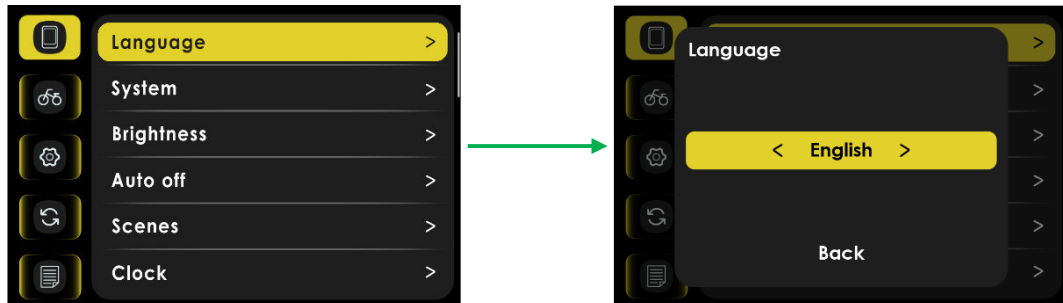 Language >
System >
Brightness >
Auto off >
Scenes >
Clock >
Language
< English >
Back
>
>
>
>
>
>